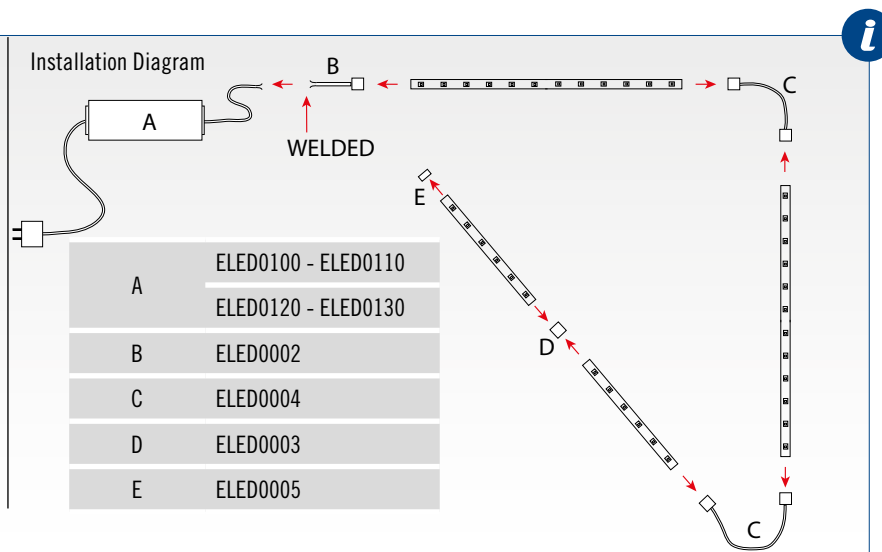 i
Installation Diagram
B
C
A
WELDED
E
D
C
A ELED0100 - ELED0110
ELED0120 - ELED0130
B ELED0002
C ELED0004
D ELED0003
E ELED0005